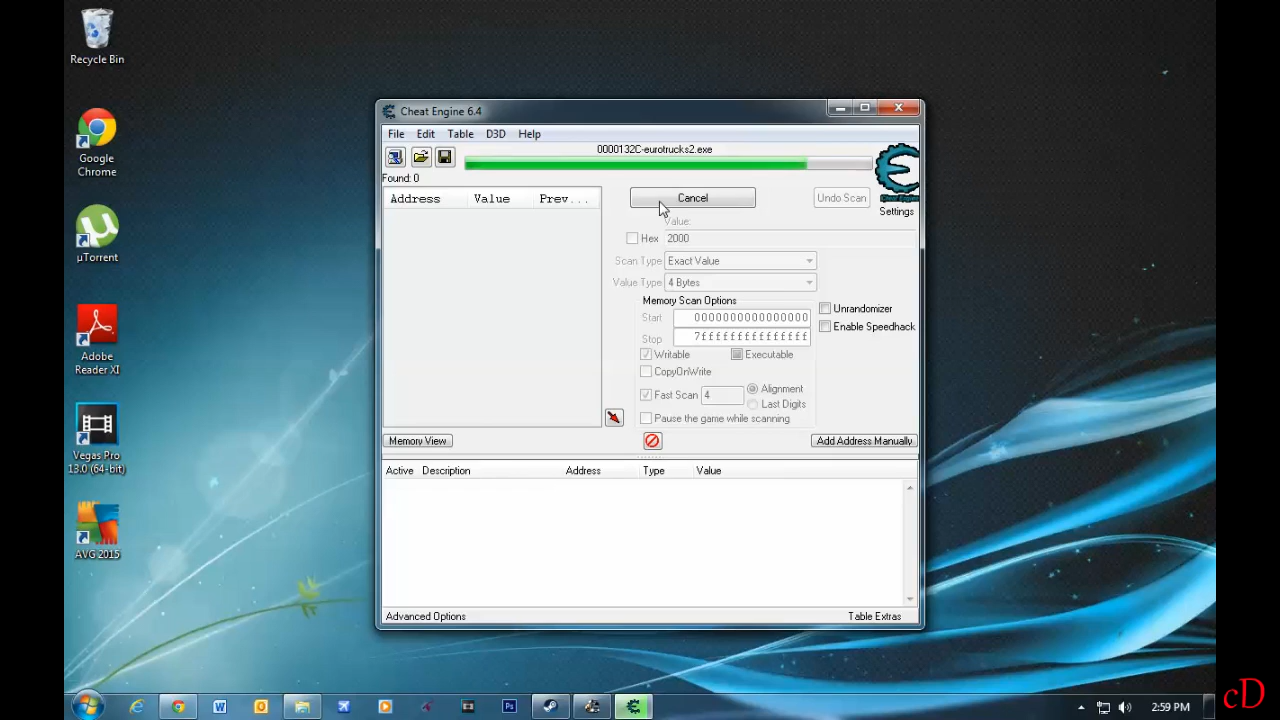 Recycle Bin
Google
Chrome
µTorrent
Adobe
Reader XI
Vegas Pro
13.0 (64-bit)
AVG 2015
Cheat Engine 6.4
File Edit Table D3D Help
0000132C-eurotrucks2.exe
Found: 0
Address Value Prev...
Cancel
Undo Scan
Cheat Engine
Settings
Value:
Hex 2000
Scan Type Exact Value
Value Type 4 Bytes
Memory Scan Options
Start 0000000000000000
Stop 7fffffffffffffff
Unrandomizer
Enable Speedhack
Writable Executable
CopyOnWrite
Fast Scan 4 Alignment
Last Digits
Pause the game while scanning
Memory View
Add Address Manually
Active Description Address Type Value
Advanced Options
Table Extras
2:59 PM
cD